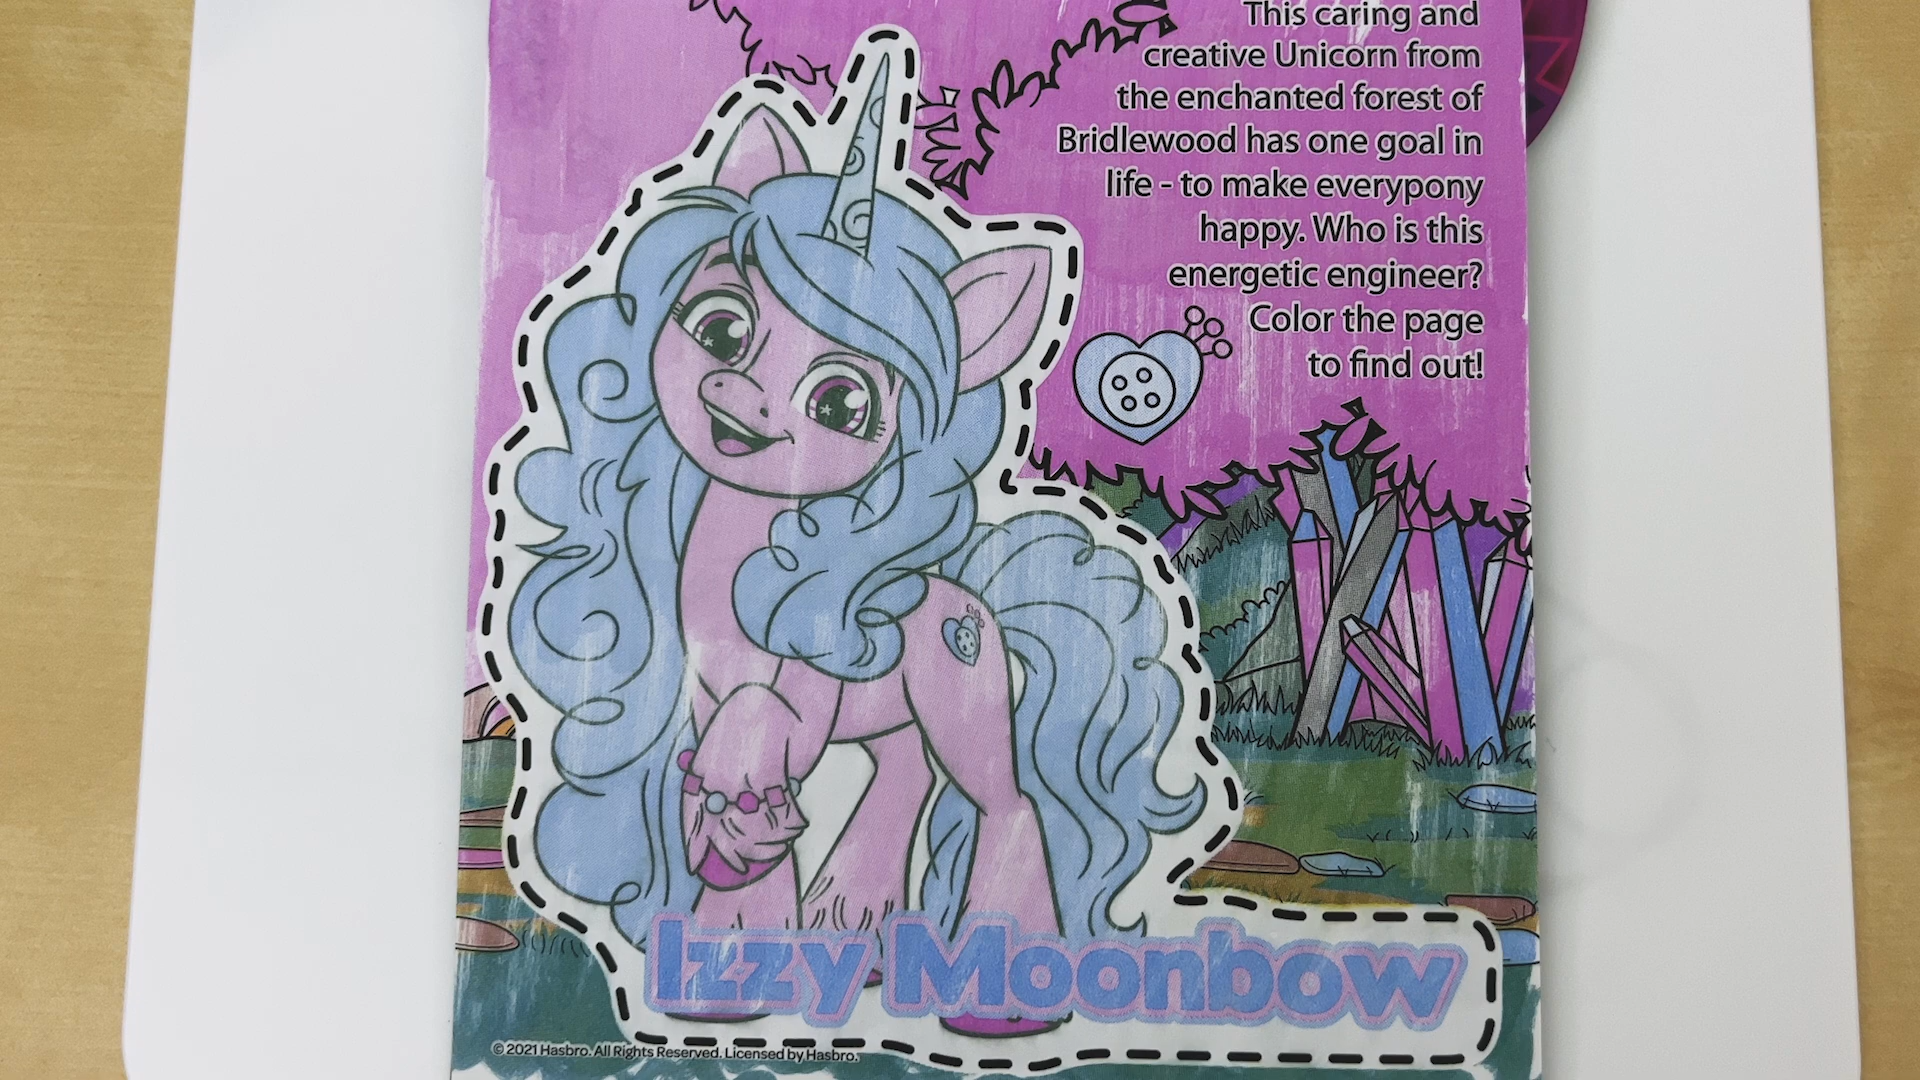 This caring and
creative Unicorn from
the enchanted forest of
Bridlewood has one goal in
life - to make everypony
happy. Who is this
energetic engineer?
Color the page
to find out!
Izzy Moonbow
© 2021 Hasbro. All Rights Reserved. Licensed by Hasbro.